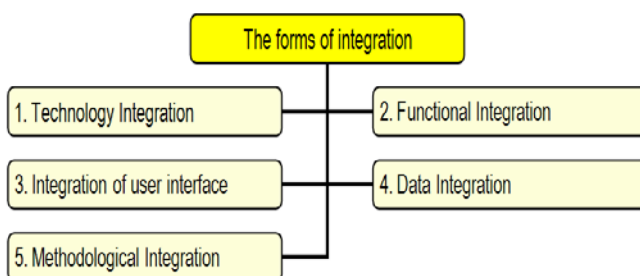 The forms of integration
1. Technology Integration
2. Functional Integration
3. Integration of user interface
4. Data Integration
5. Methodological Integration